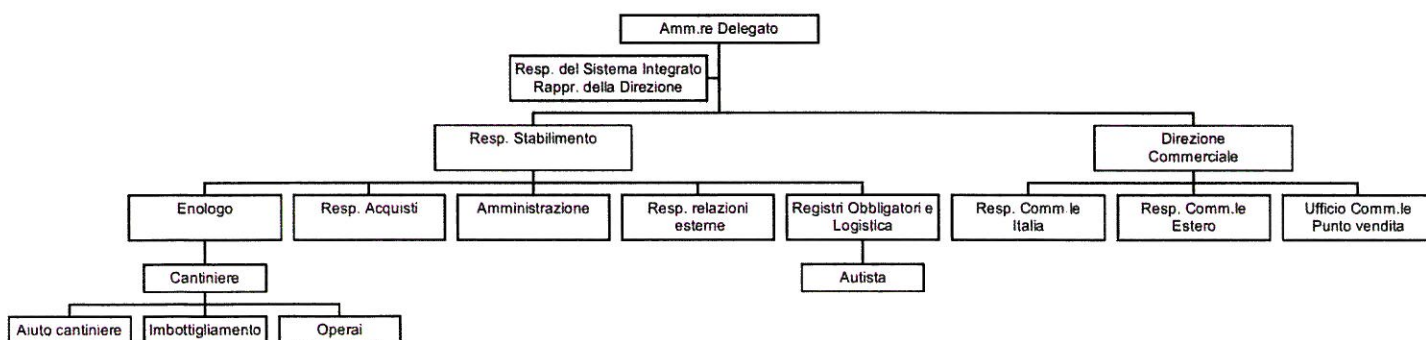 Amm.re Delegato
Resp. del Sistema Integrato
Rappr. della Direzione
Resp. Stabilimento
Direzione
Commerciale
Enologo
Resp. Acquisti
Amministrazione
Resp. relazioni
esterne
Registri Obbligatori e
Logistica
Resp. Comm.le
Italia
Resp. Comm.le
Estero
Ufficio Comm.le
Punto vendita
Cantiniere
Autista
Aiuto cantiniere
Imbottigliamento
Operai